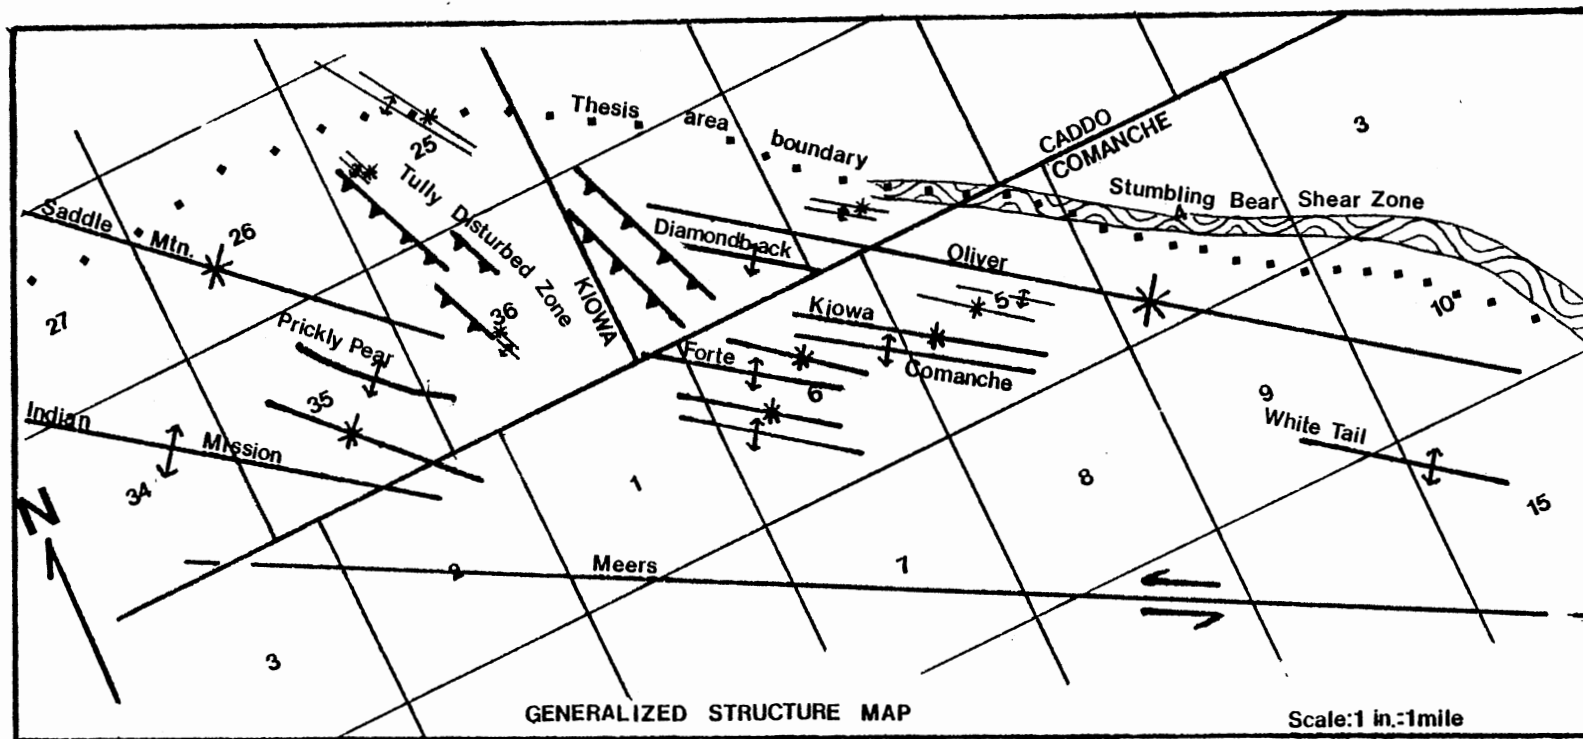 Thesis area boundary
25
CADDO
COMANCHE
3
Tully Disturbed Zone
Stumbling Bear Shear Zone
4
Saddle Mtn.
26
KIOWA
Diamondback
Oliver
27
36
5
10
Prickly Pear
Kiowa
Forte
Comanche
6
9
35
Indian Mission
White Tail
34
1
8
15
N
2
Meers
7
3
GENERALIZED STRUCTURE MAP
Scale:1 in.:1mile